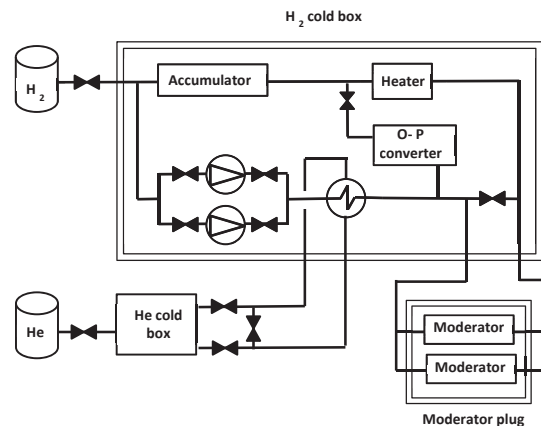 H2 cold box
H2
Accumulator
Heater
O- P
converter
He
He cold
box
Moderator
Moderator
Moderator plug